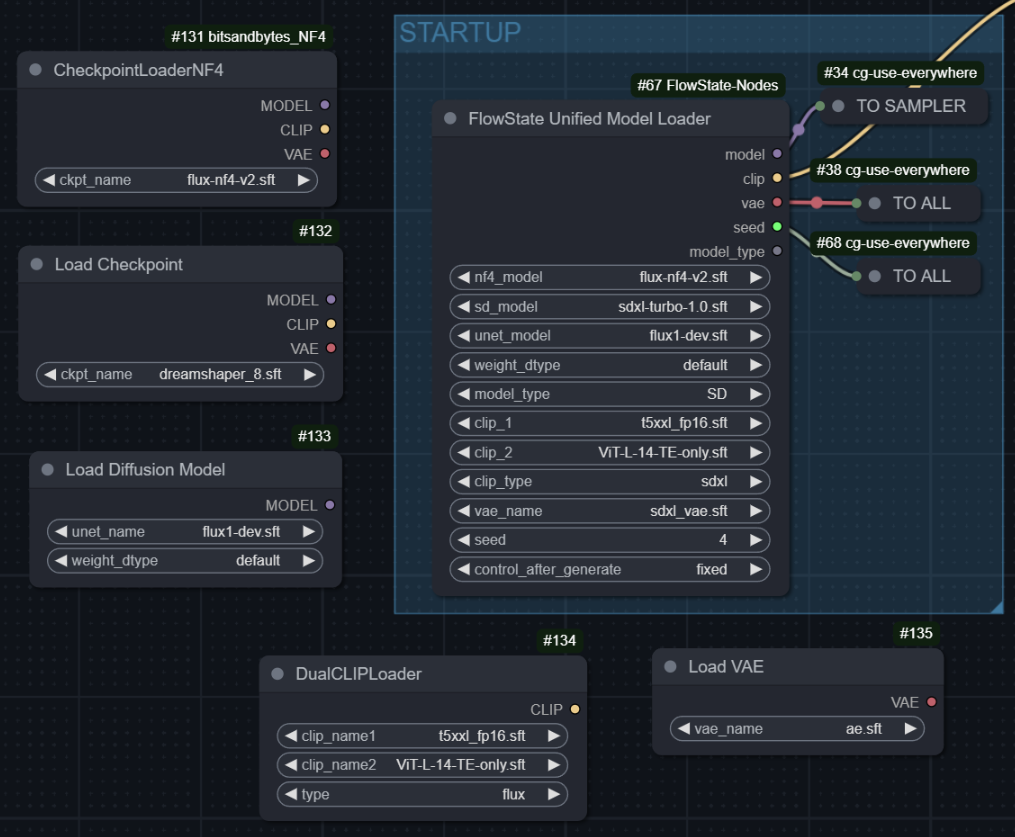 #131 bitsandbytes_NF4
CheckpointLoaderNF4
MODEL
CLIP
VAE
ckpt_name flux-nf4-v2.sft
#132
Load Checkpoint
MODEL
CLIP
VAE
ckpt_name dreamshaper_8.sft
#133
Load Diffusion Model
MODEL
unet_name flux1-dev.sft
weight_dtype default
STARTUP
#67 FlowState-Nodes
FlowState Unified Model Loader
model
clip
vae
seed
model_type
nf4_model flux-nf4-v2.sft
sd_model sdxl-turbo-1.0.sft
unet_model flux1-dev.sft
weight_dtype default
model_type SD
clip_1 t5xxl_fp16.sft
clip_2 ViT-L-14-TE-only.sft
clip_type sdxl
vae_name sdxl_vae.sft
seed 4
control_after_generate fixed
#34 cg-use-everywhere
TO SAMPLER
#38 cg-use-everywhere
TO ALL
#68 cg-use-everywhere
TO ALL
#134
DualCLIPLoader
CLIP
clip_name1 t5xxl_fp16.sft
clip_name2 ViT-L-14-TE-only.sft
type flux
#135
Load VAE
VAE
vae_name ae.sft